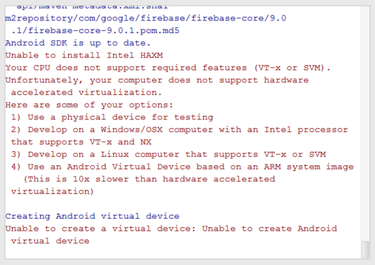 api/maven-metadata.xml.sha1
m2repository/com/google/firebase/firebase-core/9.0
.1/firebase-core-9.0.1.pom.md5
Android SDK is up to date.
Unable to install Intel HAXM
Your CPU does not support required features (VT-x or SVM).
Unfortunately, your computer does not support hardware
accelerated virtualization.
Here are some of your options:
1) Use a physical device for testing
2) Develop on a Windows/OSX computer with an Intel processor
that supports VT-x and NX
3) Develop on a Linux computer that supports VT-x or SVM
4) Use an Android Virtual Device based on an ARM system image
(This is 10x slower than hardware accelerated
virtualization)
Creating Android virtual device
Unable to create a virtual device: Unable to create Android
virtual device